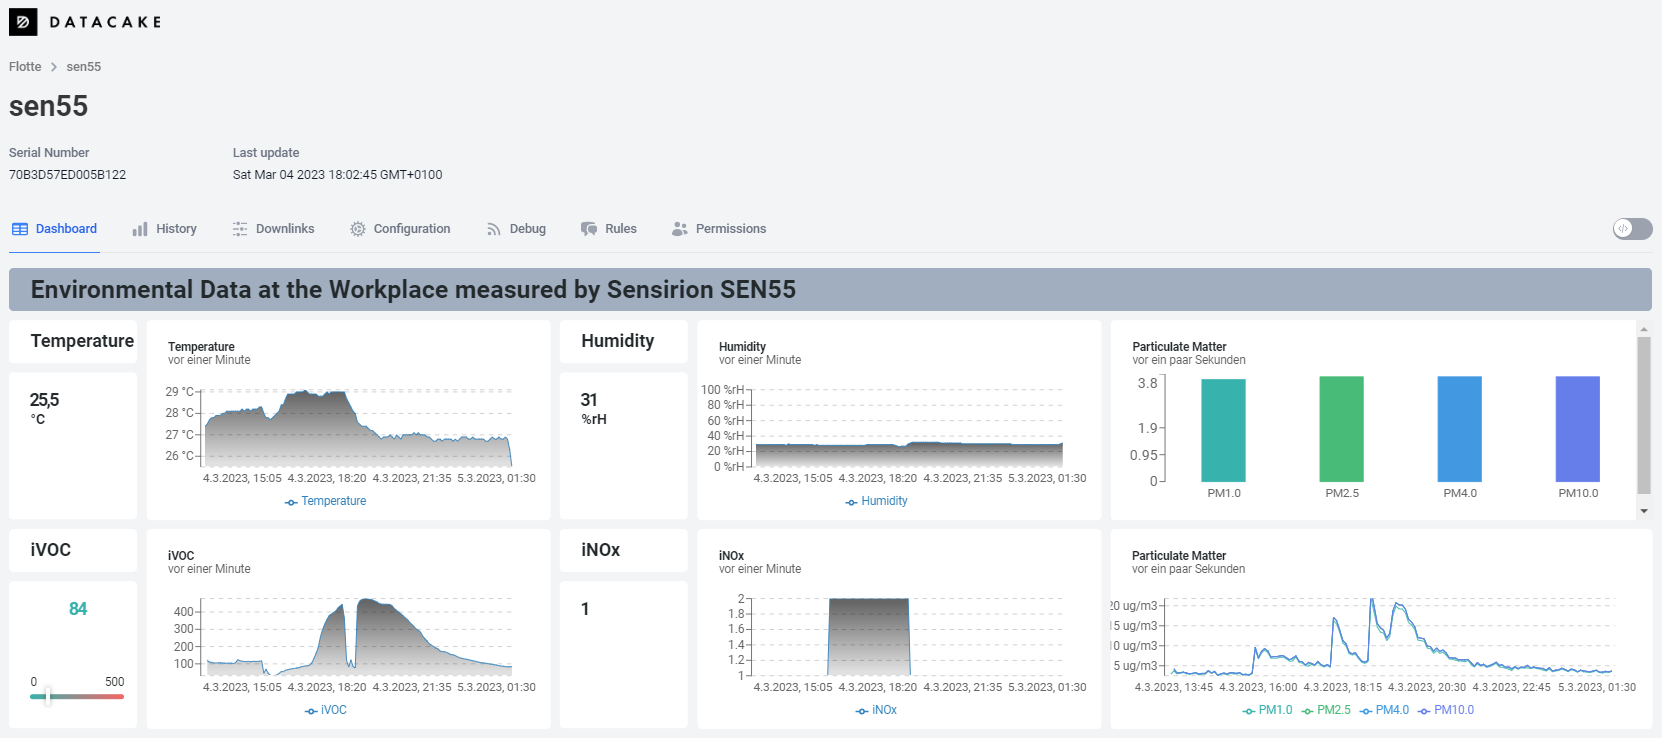 DATACAKE
Flotte > sen55
sen55
Serial Number
70B3D57ED005B122
Last update
Sat Mar 04 2023 18:02:45 GMT+0100
Dashboard
History
Downlinks
Configuration
Debug
Rules
Permissions
Environmental Data at the Workplace measured by Sensirion SEN55
Temperature
25,5
°C
Temperature
vor einer Minute
29 °C
28 °C
27 °C
26 °C
4.3.2023, 15:05 4.3.2023, 18:20 4.3.2023, 21:35 5.3.2023, 01:30
Temperature
Humidity
31
%rH
Humidity
vor einer Minute
100 %rH
80 %rH
60 %rH
40 %rH
20 %rH
0 %rH
4.3.2023, 15:05 4.3.2023, 18:20 4.3.2023, 21:35 5.3.2023, 01:30
Humidity
Particulate Matter
vor ein paar Sekunden
3.8
1.9
0.95
0
PM1.0 PM2.5 PM4.0 PM10.0
iVOC
84
0 500
iVOC
vor einer Minute
400
300
200
100
4.3.2023, 15:05 4.3.2023, 18:20 4.3.2023, 21:35 5.3.2023, 01:30
iVOC
iNOx
1
iNOx
vor einer Minute
2
1.8
1.6
1.4
1.2
1
4.3.2023, 15:05 4.3.2023, 18:20 4.3.2023, 21:35 5.3.2023, 01:30
iNOx
Particulate Matter
vor ein paar Sekunden
20 ug/m3
5 ug/m3
0 ug/m3
5 ug/m3
4.3.2023, 13:45 4.3.2023, 16:00 4.3.2023, 18:15 4.3.2023, 20:30 4.3.2023, 22:45 5.3.2023, 01:30
PM1.0 PM2.5 PM4.0 PM10.0